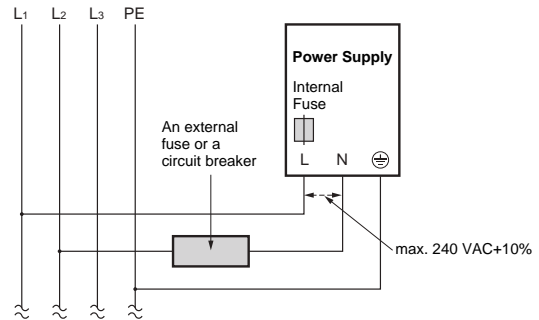 L1 L2 L3 PE
Power Supply
Internal
Fuse
An external
fuse or a
circuit breaker
L N
max. 240 VAC+10%